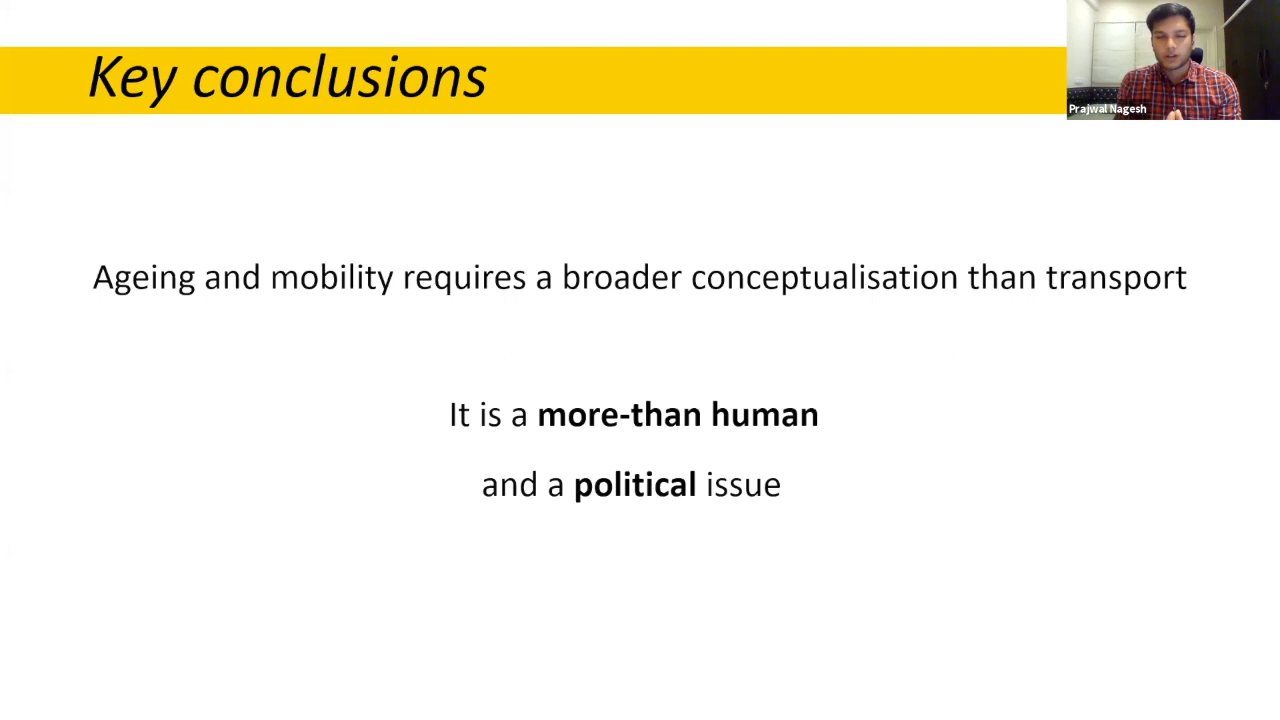 Key conclusions
Prajwal Nagesh
Ageing and mobility requires a broader conceptualisation than transport
It is a more-than human
and a political issue